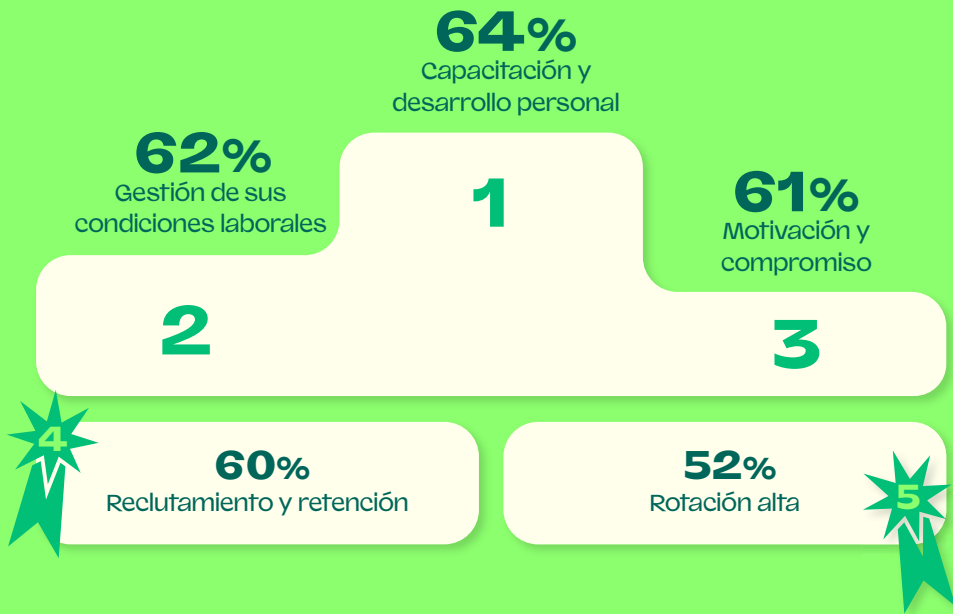 64%
Capacitación y
desarrollo personal
1
62%
Gestión de sus
condiciones laborales
2
61%
Motivación y
compromiso
3
4
60%
Reclutamiento y retención
52%
Rotación alta
5